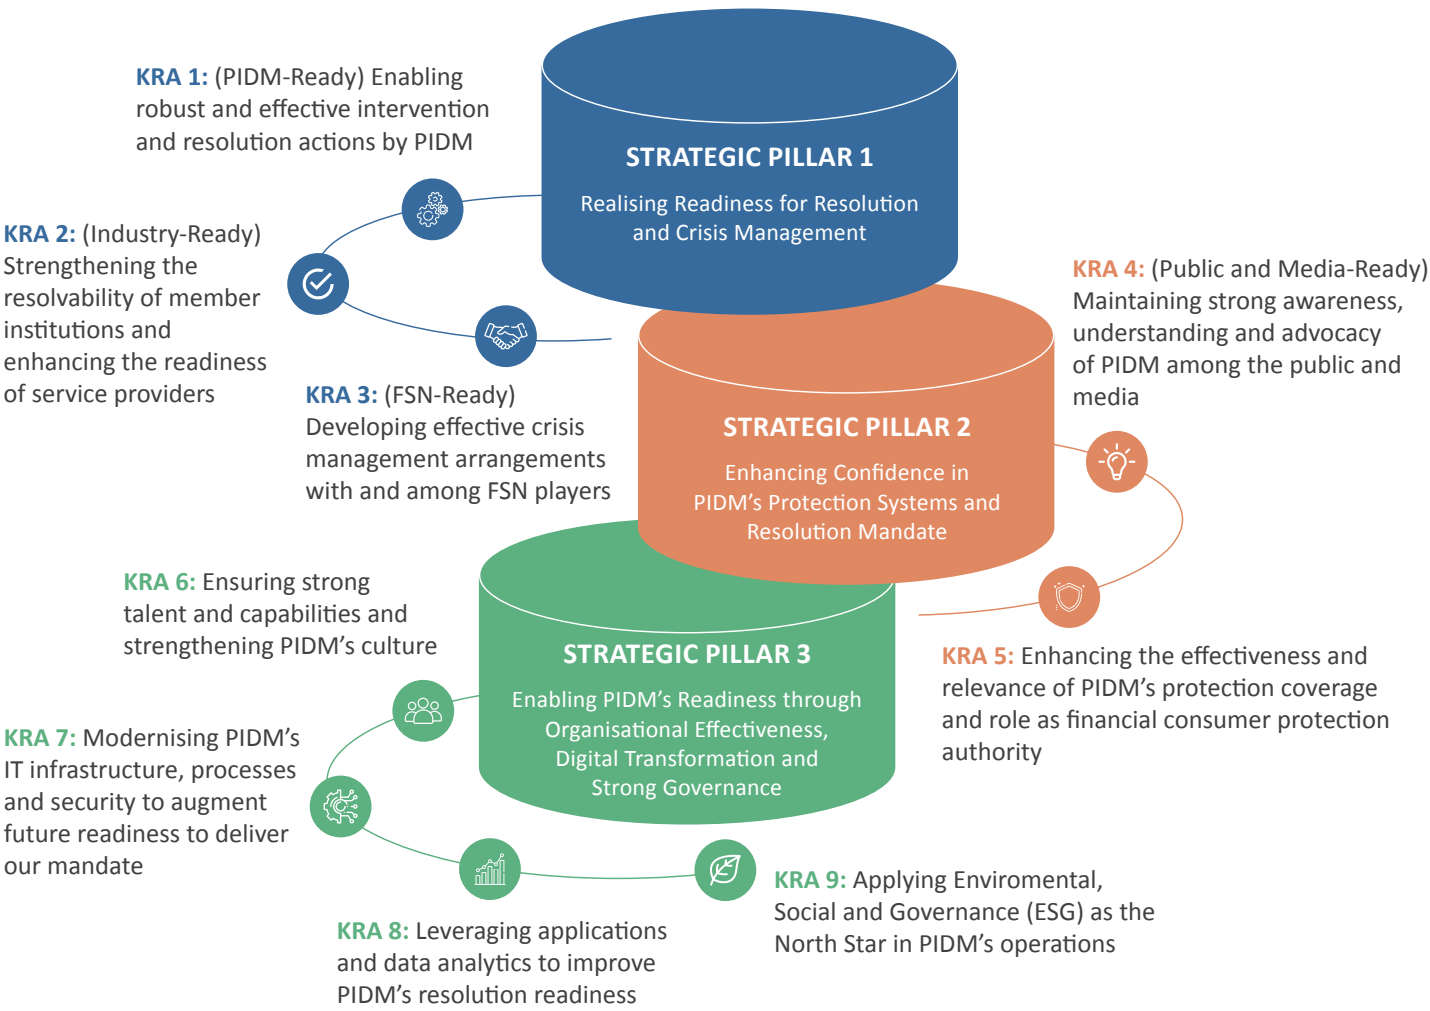 KRA 1: (PIDM-Ready) Enabling
robust and effective intervention
and resolution actions by PIDM
STRATEGIC PILLAR 1
Realising Readiness for Resolution
and Crisis Management
KRA 2: (Industry-Ready)
Strengthening the
resolvability of member
institutions and
enhancing the readiness
of service providers
KRA 3: (FSN-Ready)
Developing effective crisis
management arrangements
with and among FSN players
STRATEGIC PILLAR 2
Enhancing Confidence in
PIDM’s Protection Systems and
Resolution Mandate
KRA 4: (Public and Media-Ready)
Maintaining strong awareness,
understanding and advocacy
of PIDM among the public and
media
KRA 5: Enhancing the effectiveness and
relevance of PIDM’s protection coverage
and role as financial consumer protection
authority
STRATEGIC PILLAR 3
Enabling PIDM’s Readiness through
Organisational Effectiveness,
Digital Transformation and
Strong Governance
KRA 6: Ensuring strong
talent and capabilities and
strengthening PIDM’s culture
KRA 7: Modernising PIDM’s
IT infrastructure, processes
and security to augment
future readiness to deliver
our mandate
KRA 8: Leveraging applications
and data analytics to improve
PIDM’s resolution readiness
KRA 9: Applying Enviromental,
Social and Governance (ESG) as the
North Star in PIDM’s operations